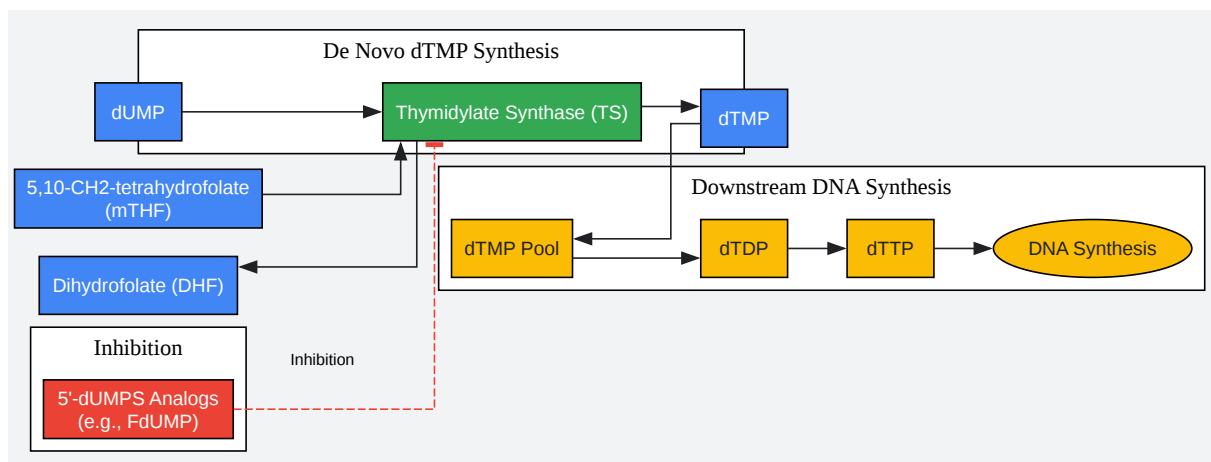 De Novo dTMP Synthesis
dUMP
Thymidylate Synthase (TS)
dTMP
5,10-CH2-tetrahydrofolate
(mTHF)
Downstream DNA Synthesis
dTMP Pool
dTDP
dTTP
DNA Synthesis
Dihydrofolate (DHF)
Inhibition
Inhibition
5'-dUMPS Analogs
(e.g., FdUMP)